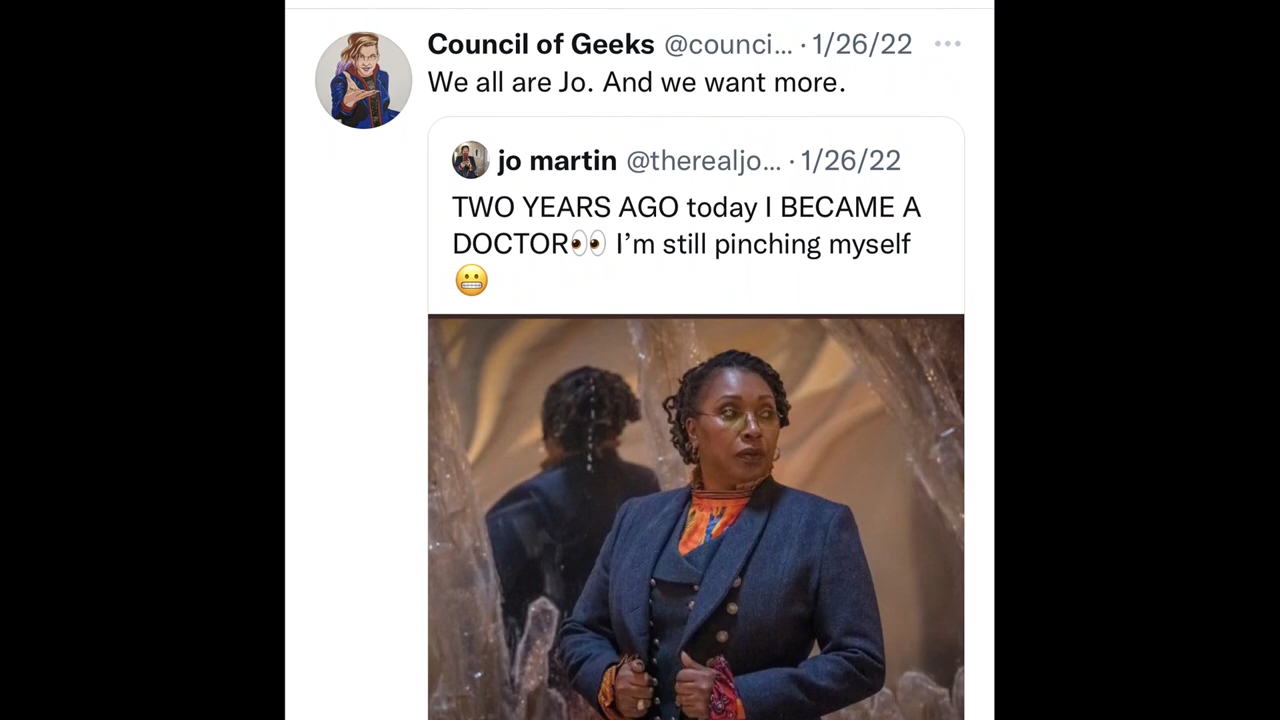 Council of Geeks @counci... · 1/26/22
We all are Jo. And we want more.
jo martin @therealjo... · 1/26/22
TWO YEARS AGO today I BECAME A
DOCTOR👀 I’m still pinching myself
😬